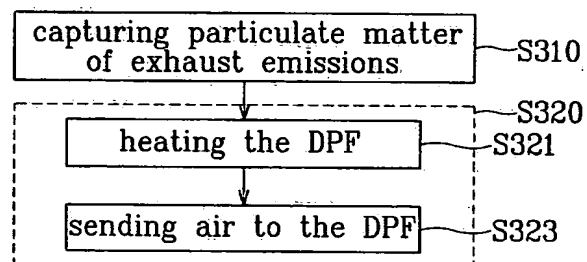 capturing particulate matter
of exhaust emissions
S310
S320
heating the DPF
S321
sending air to the DPF
S323